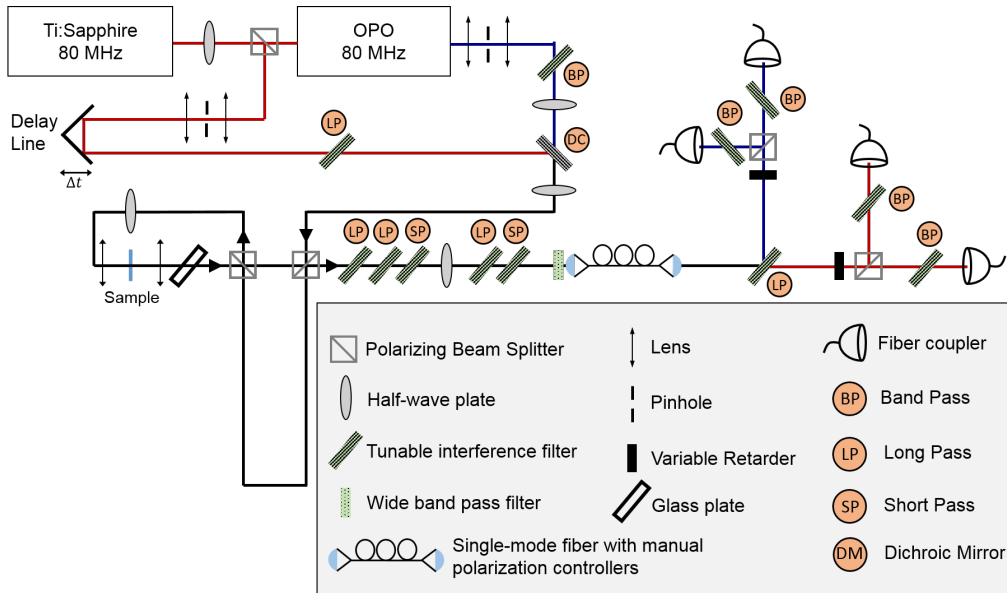 Ti:Sapphire
80 MHz
OPO
80 MHz
BP
BP
BP
Delay
Line
LP
DC
Δt
BP
LP
LP
SP
LP
SP
BP
Sample
LP
Polarizing Beam Splitter
Lens
Fiber coupler
Half-wave plate
Pinhole
BP
Band Pass
Tunable interference filter
Variable Retarder
LP
Long Pass
Wide band pass filter
Glass plate
SP
Short Pass
Single-mode fiber with manual
polarization controllers
DM
Dichroic Mirror